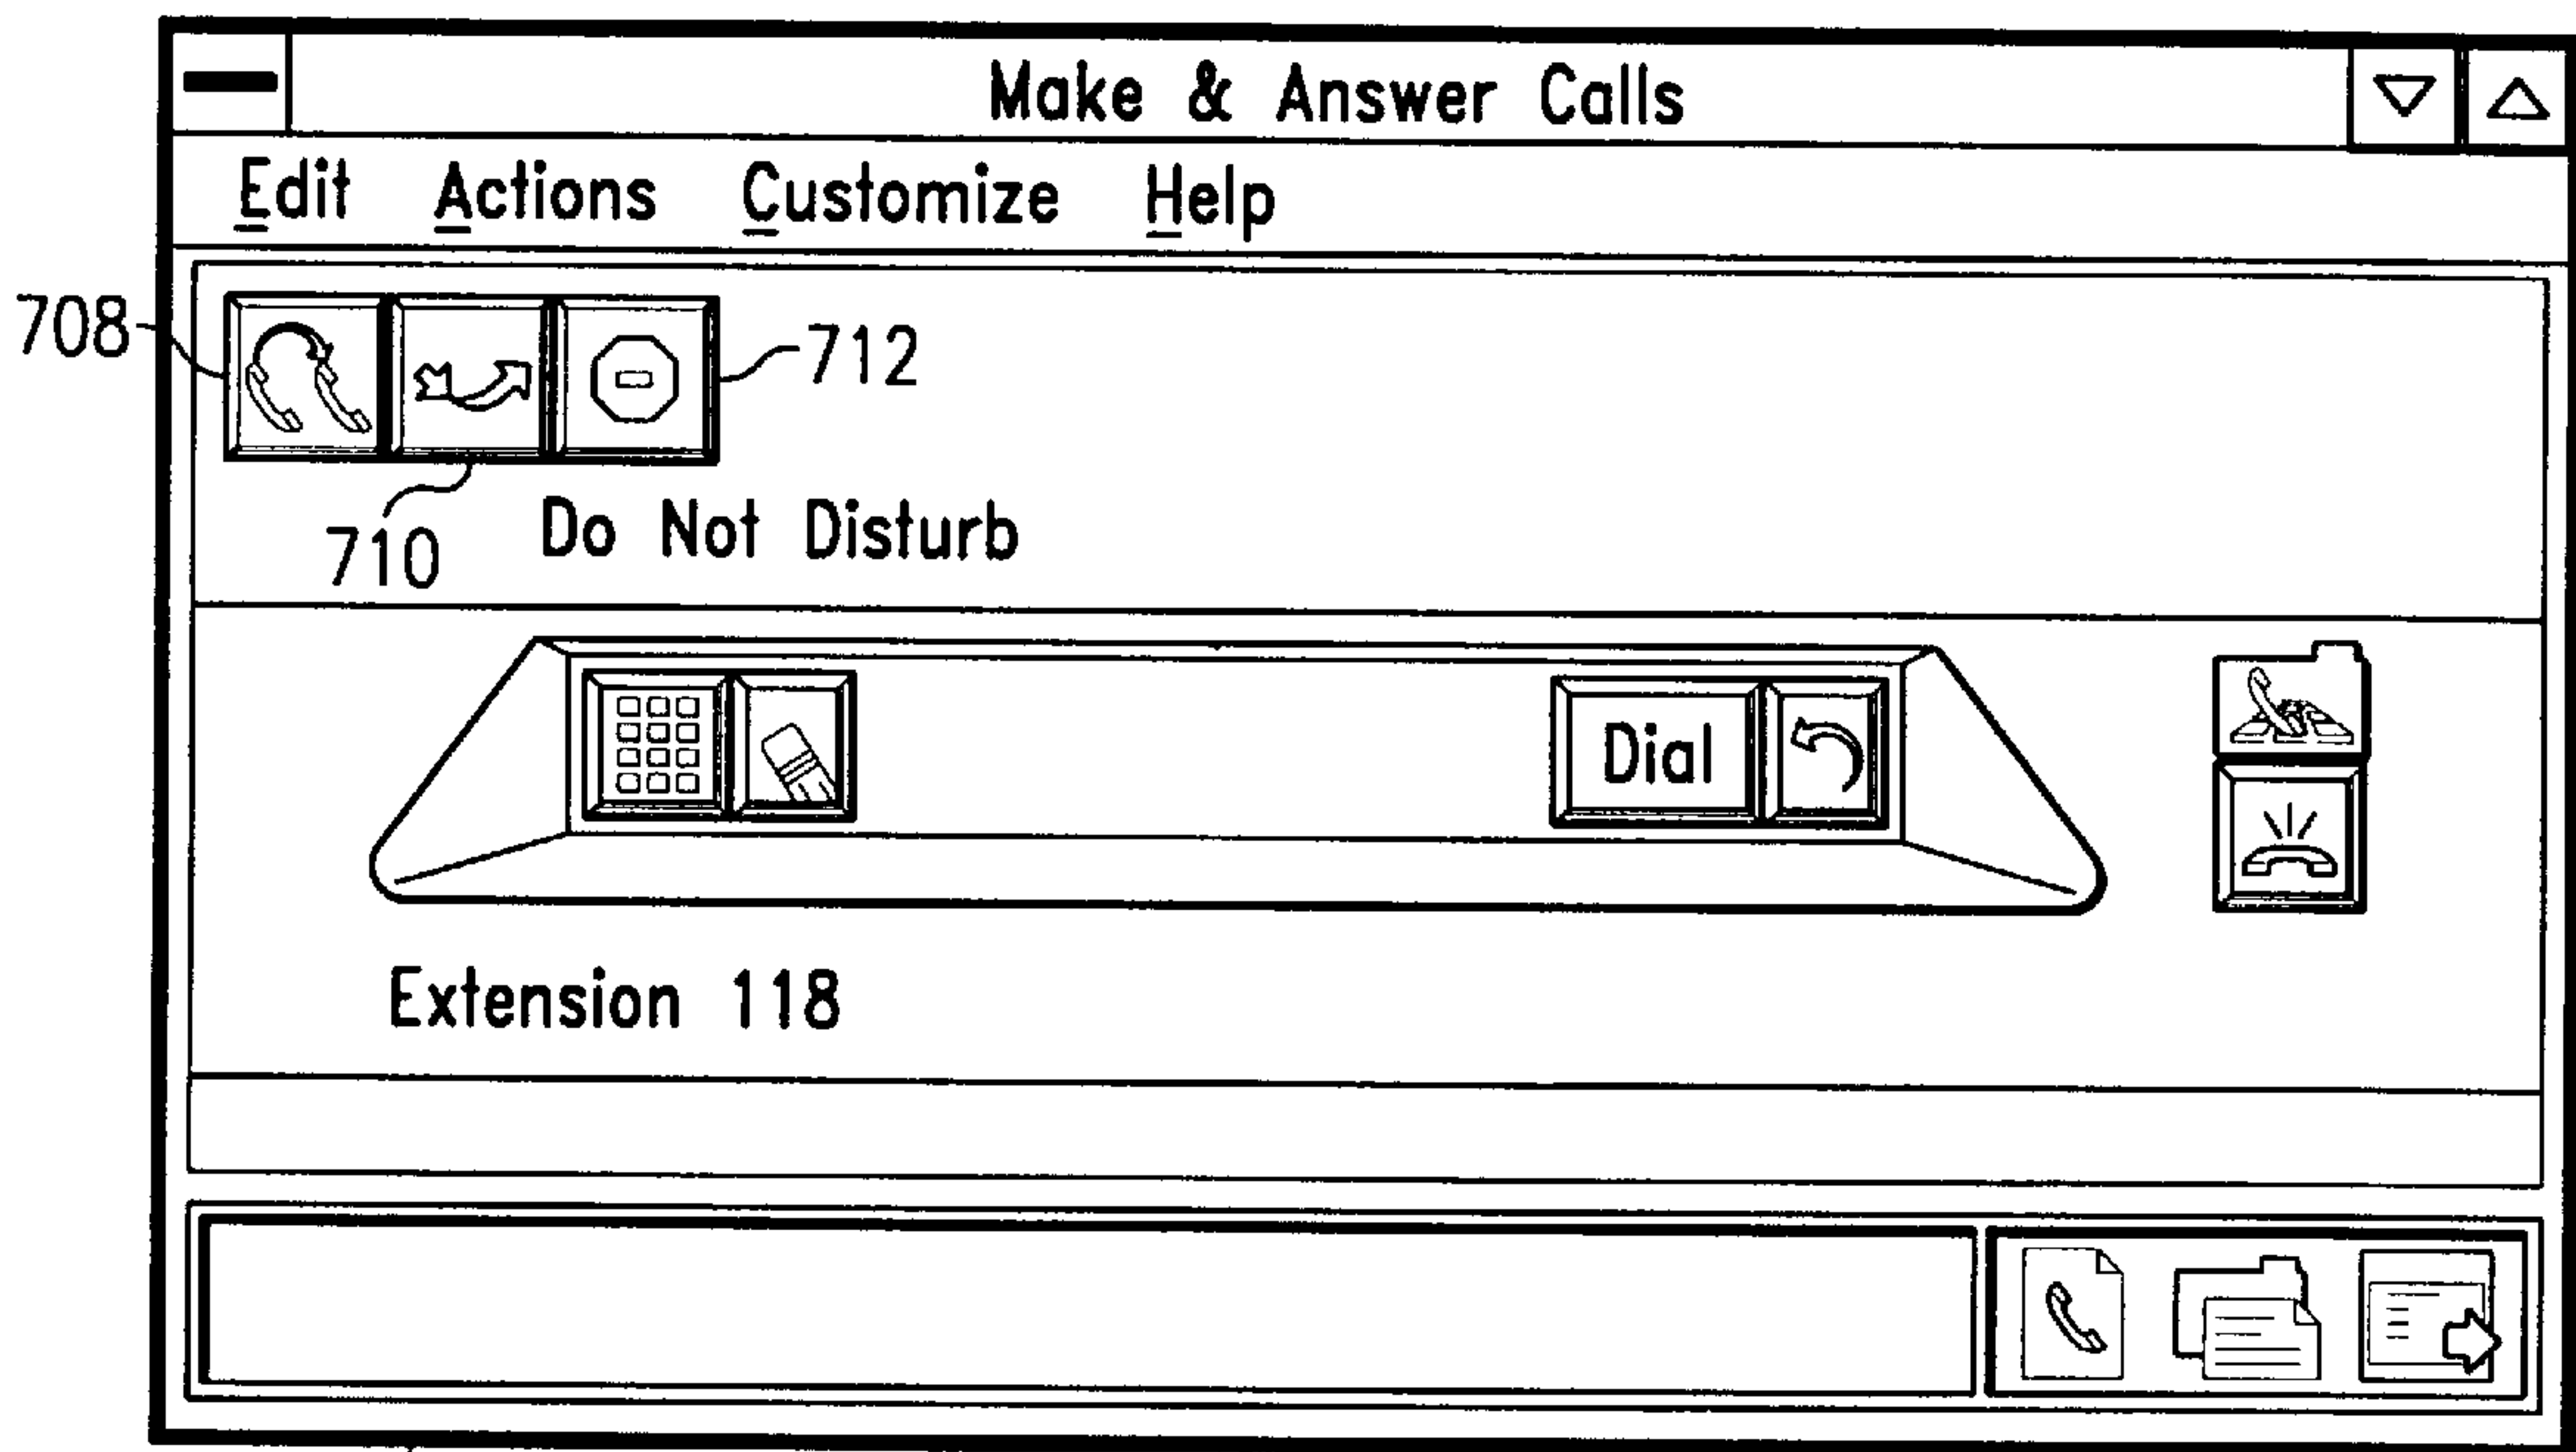 Make & Answer Calls
Edit Actions Customize Help
708
712
710
Do Not Disturb
Dial
Extension 118